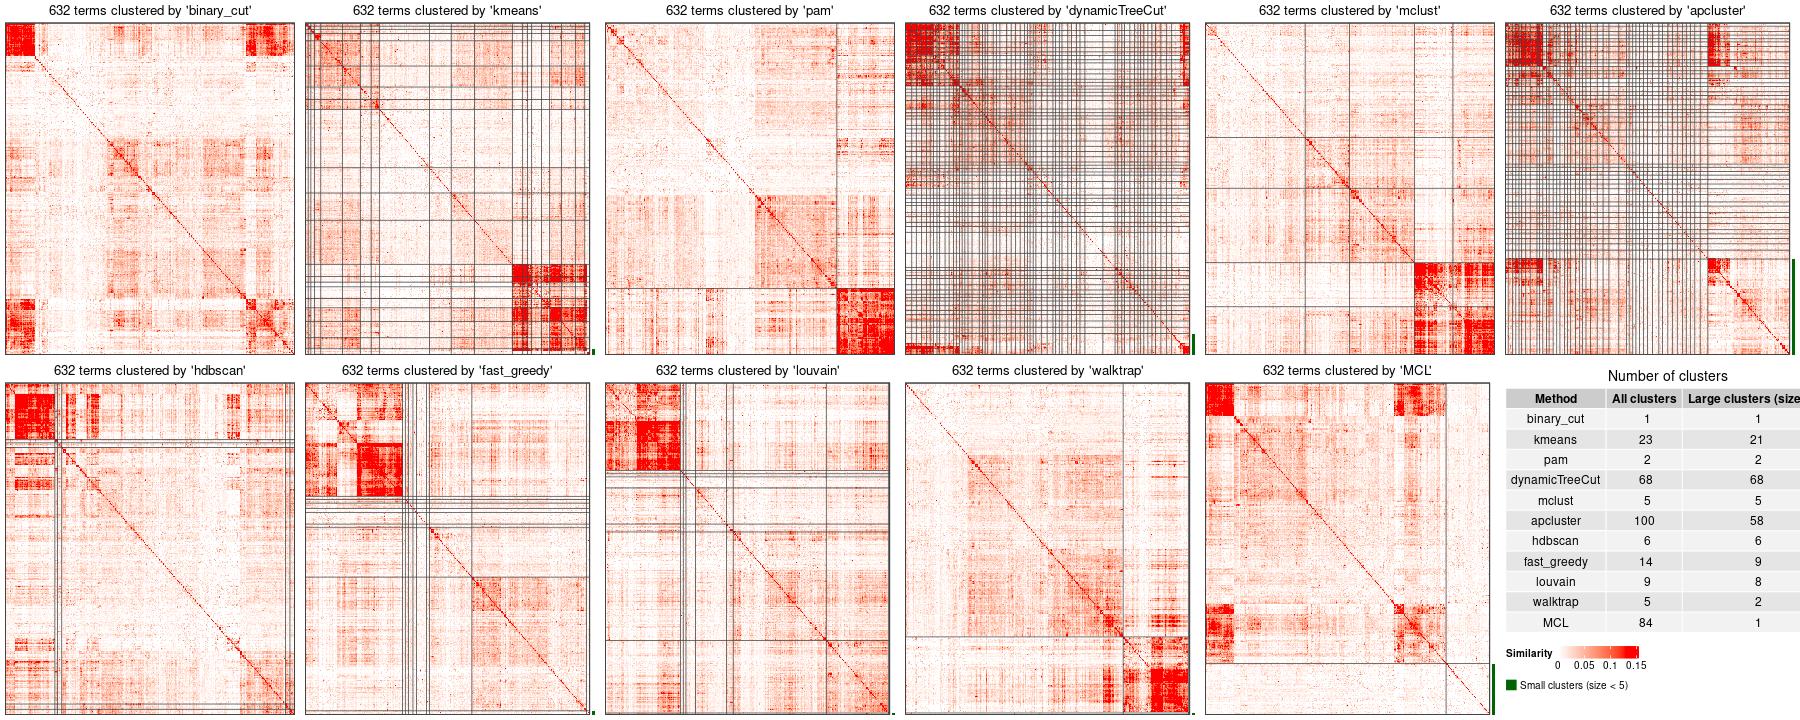 632 terms clustered by 'binary_cut'
632 terms clustered by 'kmeans'
632 terms clustered by 'pam'
632 terms clustered by 'dynamicTreeCut'
632 terms clustered by 'mclust'
632 terms clustered by 'apcluster'
632 terms clustered by 'hdbscan'
632 terms clustered by 'fast_greedy'
632 terms clustered by 'louvain'
632 terms clustered by 'walktrap'
632 terms clustered by 'MCL'
Number of clusters
Method All clusters Large clusters (size
binary_cut 1 1
kmeans 23 21
pam 2 2
dynamicTreeCut 68 68
mclust 5 5
apcluster 100 58
hdbscan 6 6
fast_greedy 14 9
louvain 9 8
walktrap 5 2
MCL 84 1
Similarity
0 0.05 0.1 0.15
Small clusters (size < 5)